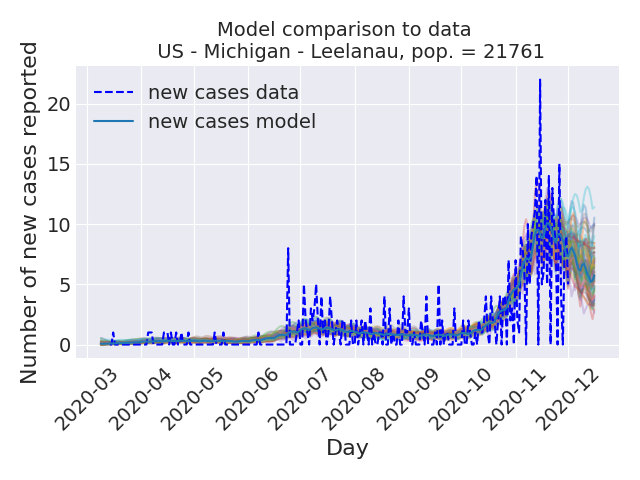 Model comparison to data
US - Michigan - Leelanau, pop. = 21761
Number of new cases reported
new cases data
new cases model
20
15
10
5
0
2020-03
2020-04
2020-05
2020-06
2020-07
2020-08
2020-09
2020-10
2020-11
2020-12
Day